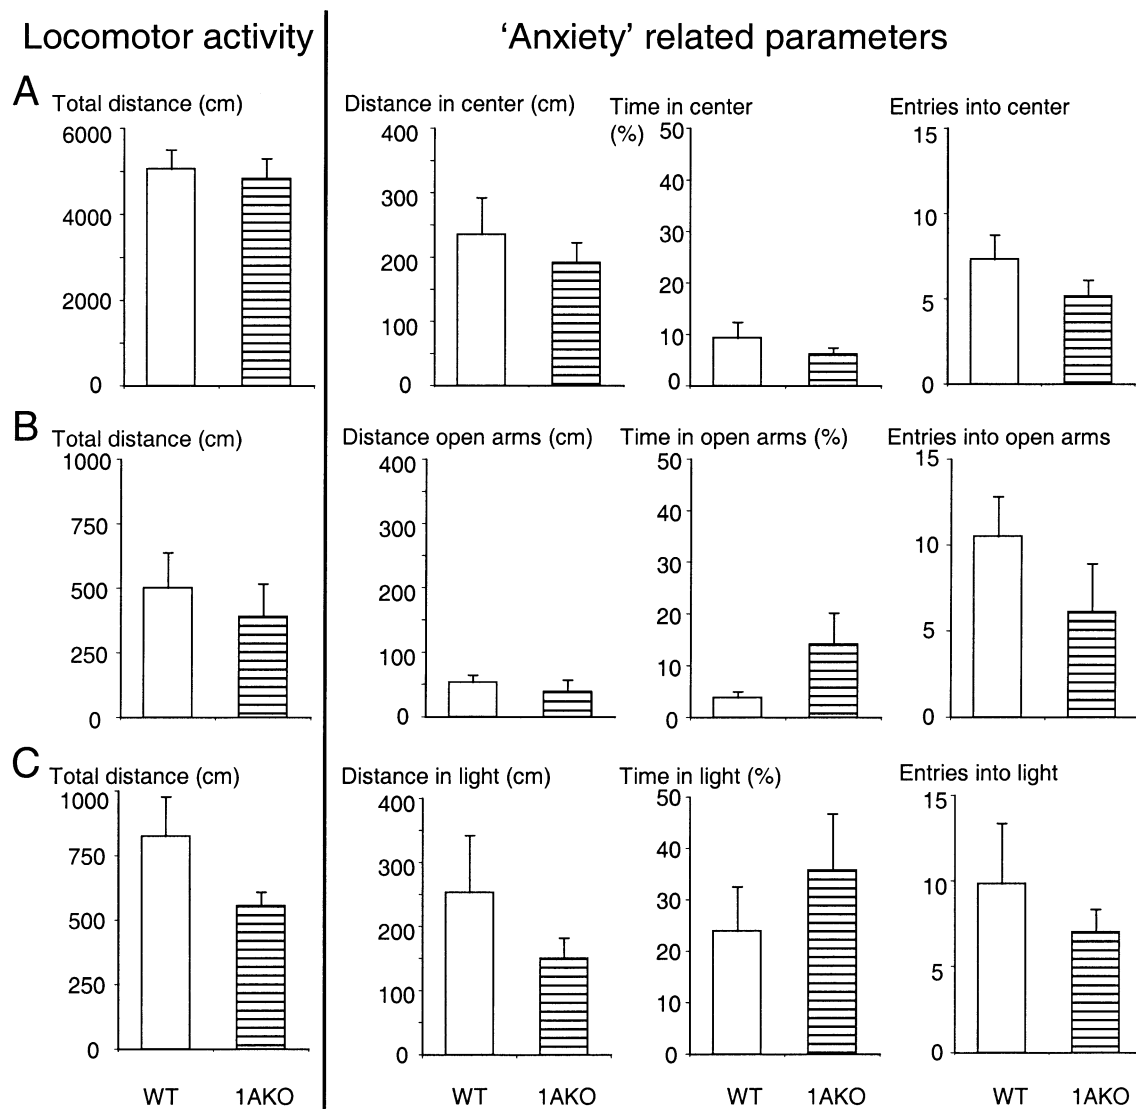 Locomotor activity
‘Anxiety’ related parameters
A
Total distance (cm)
6000
4000
2000
0
Distance in center (cm)
400
300
200
100
0
Time in center
(%)
50
40
30
20
10
0
Entries into center
15
10
5
0
B
Total distance (cm)
1000
750
500
250
0
Distance open arms (cm)
400
300
200
100
0
Time in open arms (%)
50
40
30
20
10
0
Entries into open arms
15
10
5
0
C
Total distance (cm)
1000
750
500
250
0
Distance in light (cm)
400
300
200
100
0
Time in light (%)
50
40
30
20
10
0
Entries into light
15
10
5
0
WT 1AKO
WT 1AKO
WT 1AKO
WT 1AKO